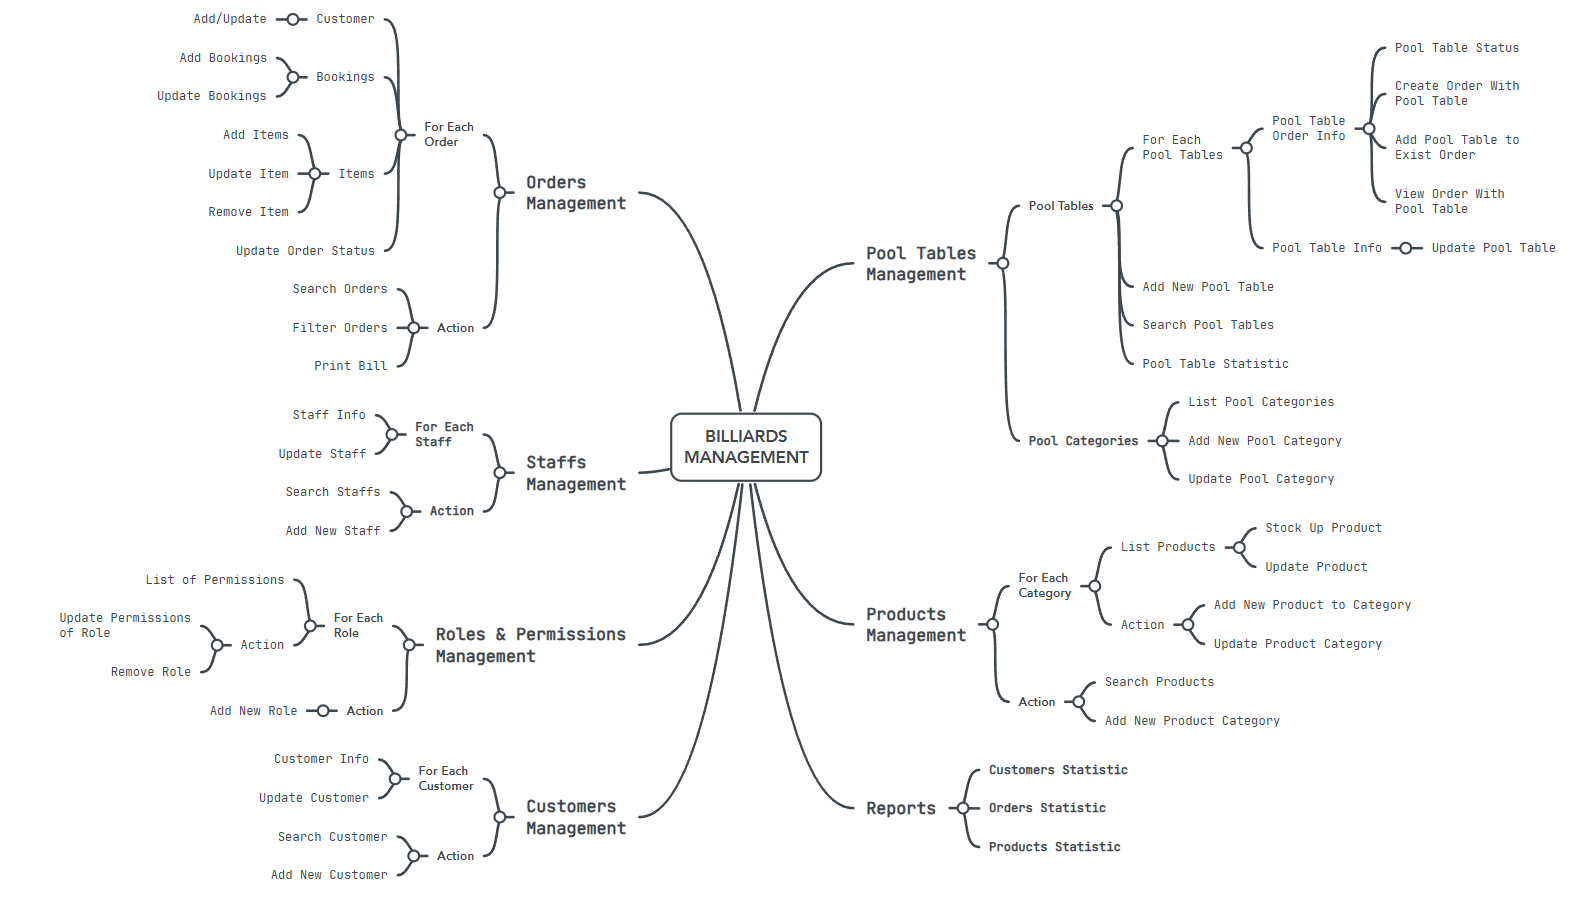 BILLIARDS
MANAGEMENT
Orders
Management
For Each
Order
Customer
Add/Update
Bookings
Add Bookings
Update Bookings
Items
Add Items
Update Item
Remove Item
Update Order Status
Action
Search Orders
Filter Orders
Print Bill
Staffs
Management
For Each
Staff
Staff Info
Update Staff
Action
Search Staffs
Add New Staff
Roles & Permissions
Management
For Each
Role
List of Permissions
Action
Update Permissions
of Role
Remove Role
Action
Add New Role
Customers
Management
For Each
Customer
Customer Info
Update Customer
Action
Search Customer
Add New Customer
Pool Tables
Management
Pool Tables
For Each
Pool Tables
Pool Table
Order Info
Pool Table Status
Create Order With
Pool Table
Add Pool Table to
Exist Order
View Order With
Pool Table
Pool Table Info
Update Pool Table
Add New Pool Table
Search Pool Tables
Pool Table Statistic
Pool Categories
List Pool Categories
Add New Pool Category
Update Pool Category
Products
Management
For Each
Category
List Products
Stock Up Product
Update Product
Action
Add New Product to Category
Update Product Category
Action
Search Products
Add New Product Category
Reports
Customers Statistic
Orders Statistic
Products Statistic